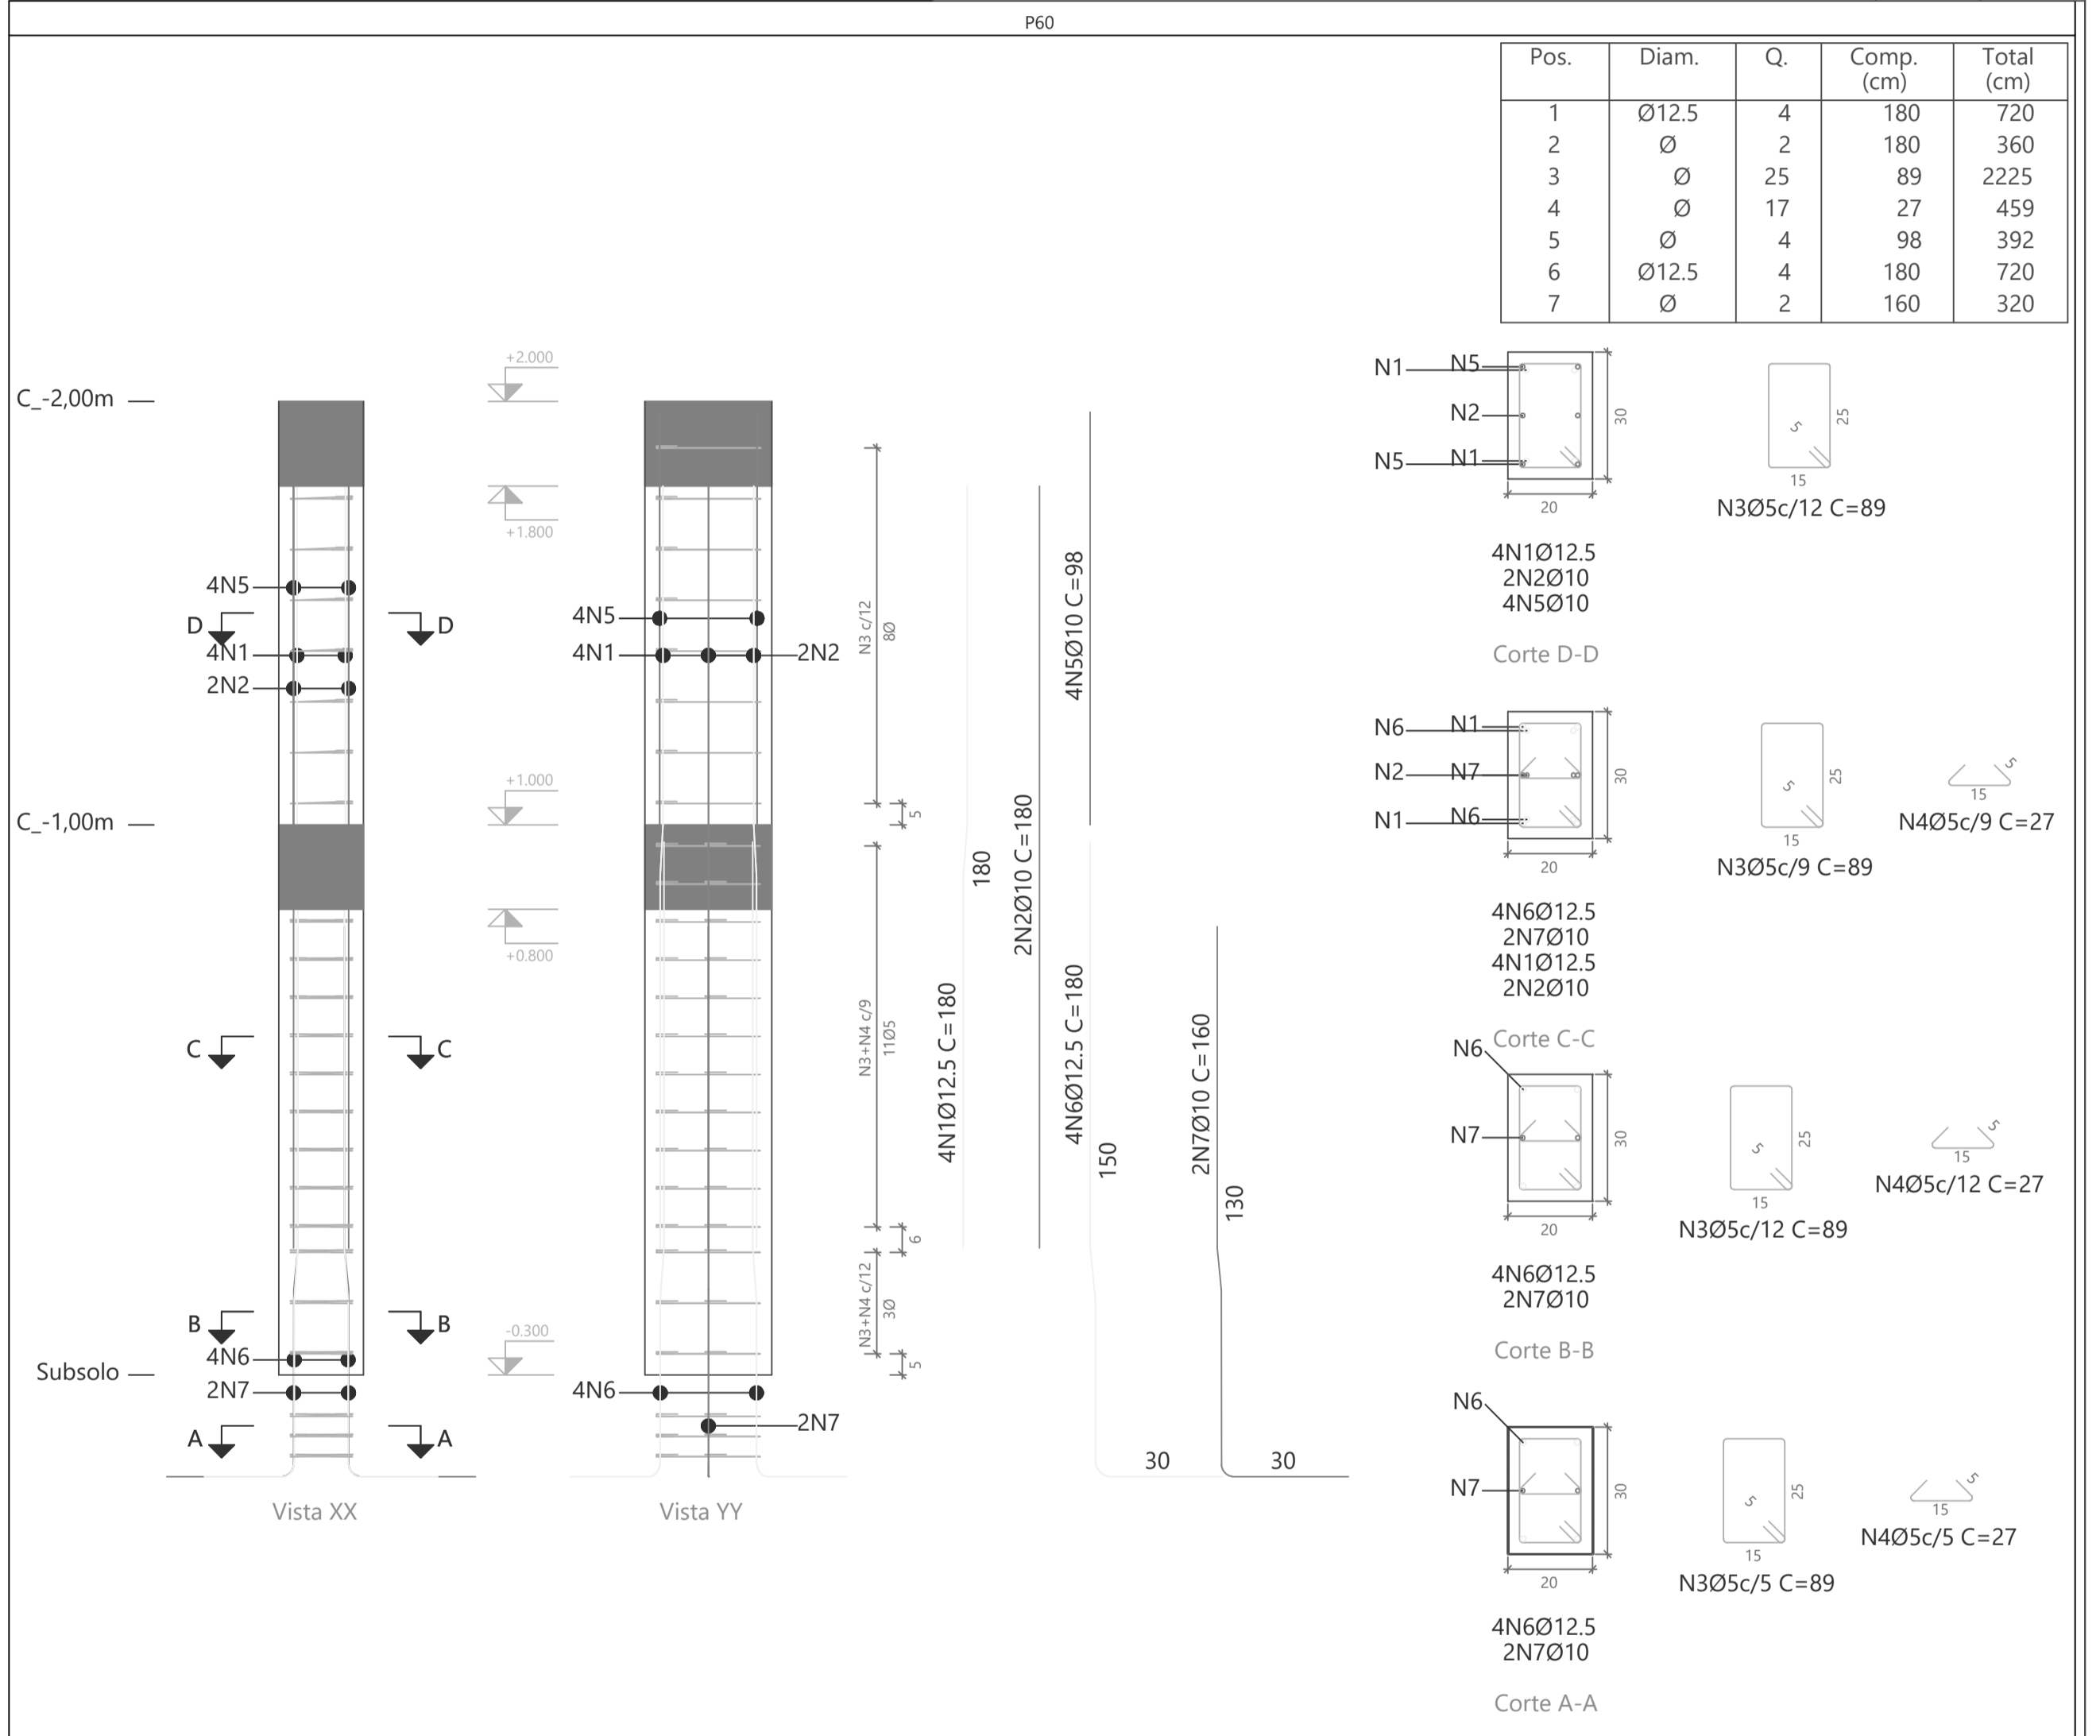 P60
Pos. Diam. Q. Comp. (cm) Total (cm)
1 Ø12.5 4 180 720
2 Ø 2 180 360
3 Ø 25 89 2225
4 Ø 17 27 459
5 Ø 4 98 392
6 Ø12.5 4 180 720
7 Ø 2 160 320
C_-2,00m
C_-1,00m
Subsolo
4N5
D D
4N1
2N2
C C
B B
4N6
2N7
A A
Vista XX
+2.000
+1.800
+1.000
+0.800
-0.300
4N5
4N1 2N2
4N6
2N7
Vista YY
N3 c/12
8Ø
5
N3+N4 c/9
11Ø5
6
N3+N4 c/12
3Ø
5
4N1Ø12.5 C=180
180
2N2Ø10 C=180
4N5Ø10 C=98
4N6Ø12.5 C=180
150
30
2N7Ø10 C=160
130
30
N1 N5
N2
N5 N1
30
20
5
25
15
N3Ø5c/12 C=89
4N1Ø12.5
2N2Ø10
4N5Ø10
Corte D-D
N6 N1
N2 N7
N1 N6
30
20
5
25
15
N3Ø5c/9 C=89
5
15
N4Ø5c/9 C=27
4N6Ø12.5
2N7Ø10
4N1Ø12.5
2N2Ø10
Corte C-C
N6
N7
30
20
5
25
15
N3Ø5c/12 C=89
5
15
N4Ø5c/12 C=27
4N6Ø12.5
2N7Ø10
Corte B-B
N6
N7
30
20
5
25
15
N3Ø5c/5 C=89
5
15
N4Ø5c/5 C=27
4N6Ø12.5
2N7Ø10
Corte A-A